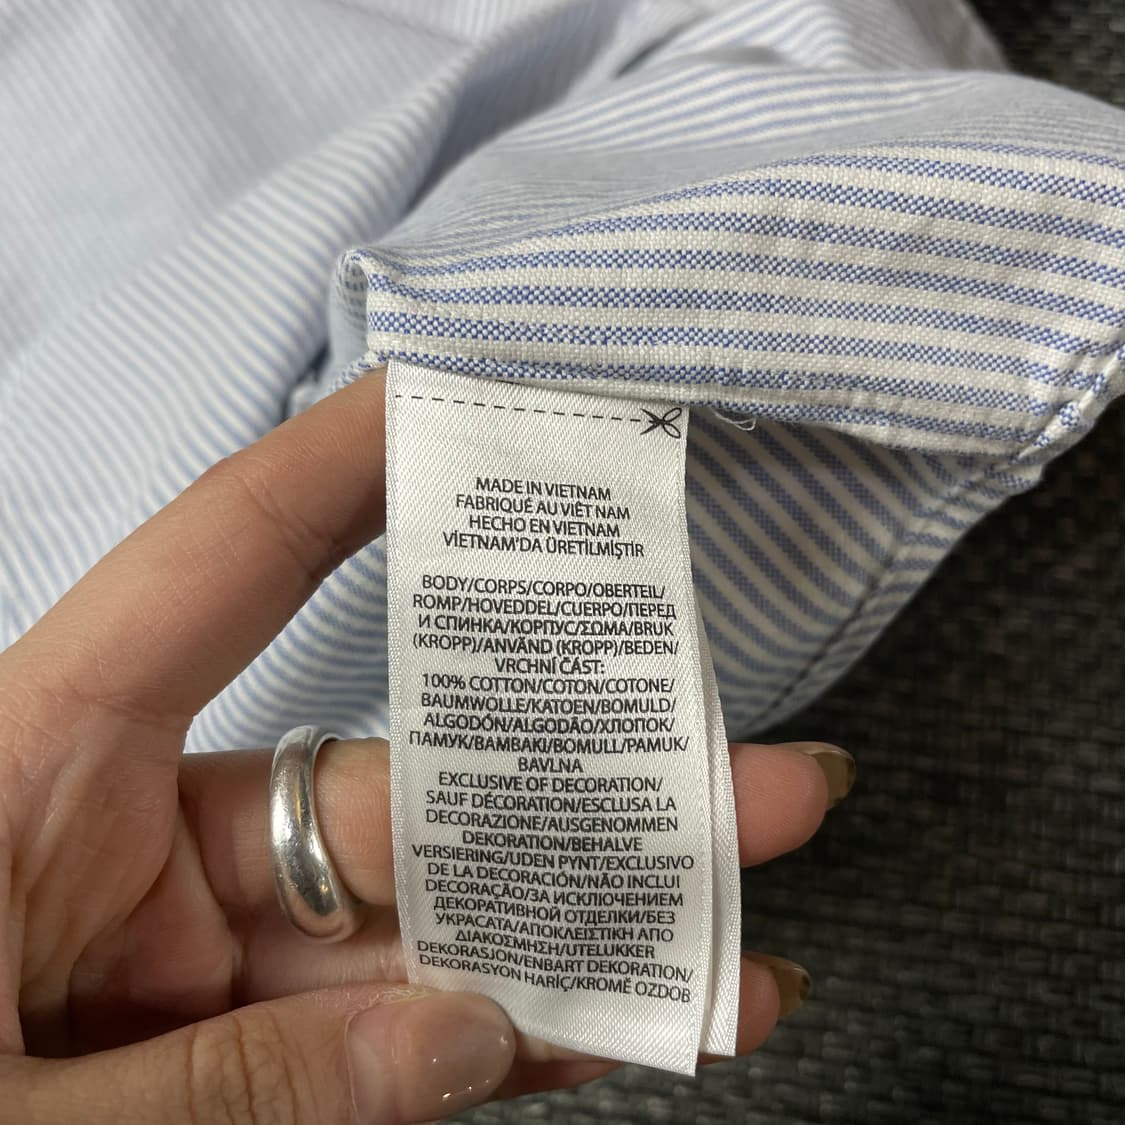 MADE IN VIETNAM
FABRIQUÉ AU VIÊT NAM
HECHO EN VIETNAM
VİETNAM'DA ÜRETİLMİŞTİR
BODY/CORPS/CORPO/OBERTEIL/
ROMP/HOVEDDEL/CUERPO/ПЕРЕД
И СПИНКА/КОРПУС/ΣΩΜΑ/BRUK
(KROPP)/ANVÄND (KROPP)/BEDEN/
VRCHNÍ ČÁST:
100% COTTON/COTON/COTONE/
BAUMWOLLE/KATOEN/BOMULD/
ALGODÓN/ALGODÃO/ХЛОПОК/
ПАМУК/ΒΑΜΒΑΚΙ/BOMULL/PAMUK/
BAVLNA
EXCLUSIVE OF DECORATION/
SAUF DÉCORATION/ESCLUSA LA
DECORAZIONE/AUSGENOMMEN
DEKORATION/BEHALVE
VERSIERING/UDEN PYNT/EXCLUSIVO
DE LA DECORACIÓN/NÃO INCLUI
DECORAÇÃO/ЗА ИСКЛЮЧЕНИЕМ
ДЕКОРАТИВНОЙ ОТДЕЛКИ/БЕЗ
УКРАСАТА/ΑΠΟΚΛΕΙΣΤΙΚΗ ΑΠΟ
ΔΙΑΚΟΣΜΗΣΗ/UTELUKKER
DEKORASJON/ENBART DEKORATION/
DEKORASYON HARİÇ/KROMĚ OZDOB